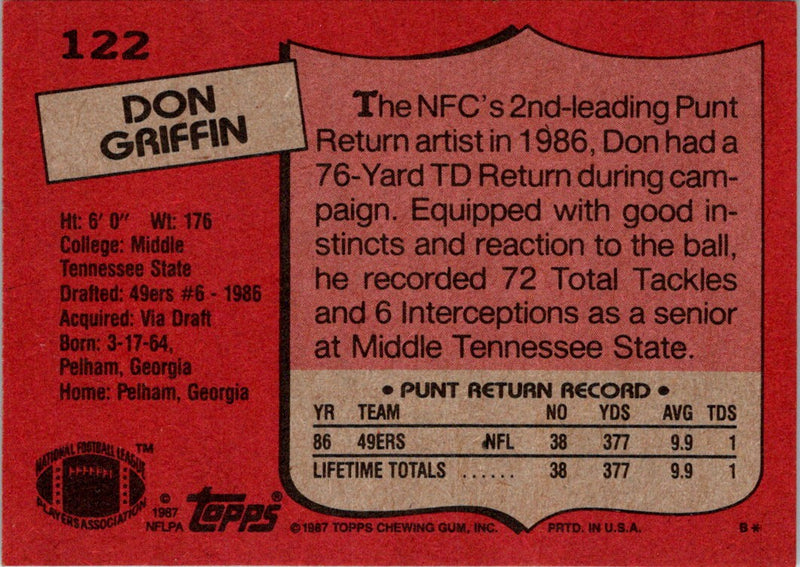 122
DON
GRIFFIN
Ht: 6' 0" Wt: 176
College: Middle
Tennessee State
Drafted: 49ers #6 - 1986
Acquired: Via Draft
Born: 3-17-64,
Pelham, Georgia
Home: Pelham, Georgia
The NFC's 2nd-leading Punt
Return artist in 1986, Don had a
76-Yard TD Return during cam-
paign. Equipped with good in-
stincts and reaction to the ball,
he recorded 72 Total Tackles
and 6 Interceptions as a senior
at Middle Tennessee State.
• PUNT RETURN RECORD •
YR TEAM NO YDS AVG TDS
86 49ERS NFL 38 377 9.9 1
LIFETIME TOTALS ...... 38 377 9.9 1
NATIONAL FOOTBALL LEAGUE
PLAYERS ASSOCIATION
™
© 1987 NFLPA
topps®
©1987 TOPPS CHEWING GUM, INC. PRTD. IN U.S.A. B*